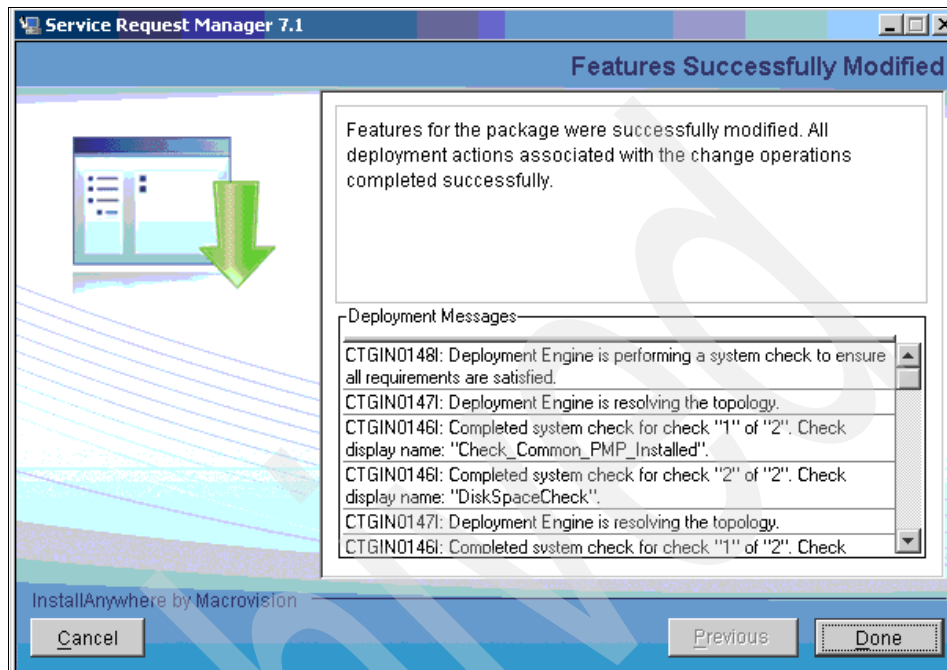 Service Request Manager 7.1
Features Successfully Modified
Features for the package were successfully modified. All
deployment actions associated with the change operations
completed successfully.
Deployment Messages
CTGIN0148I: Deployment Engine is performing a system check to ensure
all requirements are satisfied.
CTGIN0147I: Deployment Engine is resolving the topology.
CTGIN0146I: Completed system check for check "1" of "2". Check
display name: "Check_Common_PMP_Installed".
CTGIN0146I: Completed system check for check "2" of "2". Check
display name: "DiskSpaceCheck".
CTGIN0147I: Deployment Engine is resolving the topology.
CTGIN0146I: Completed system check for check "1" of "2". Check
InstallAnywhere by Macrovision
Cancel
Previous
Done